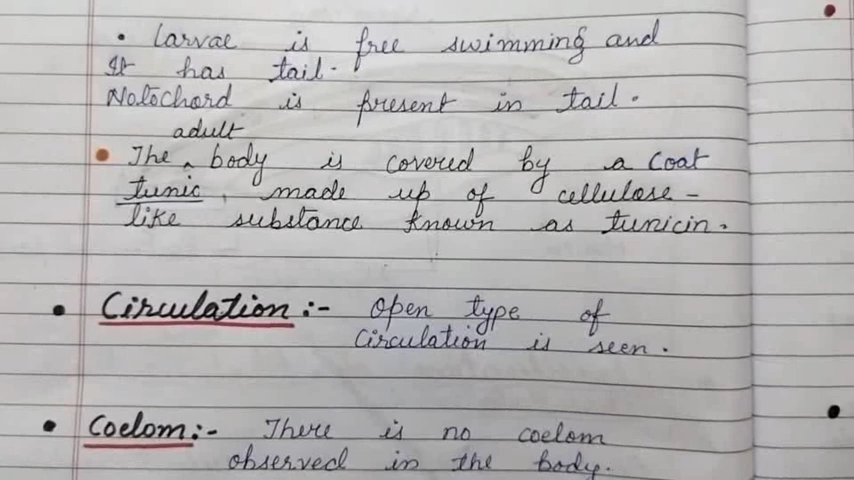 • Larvae is free swimming and
It has tail.
Notochord is present in tail.
adult
• The ^ body is covered by a coat
tunic, made up of cellulose-
like substance known as tunicin.
• Circulation :- Open type of
circulation is seen.
• Coelom:- There is no coelom
observed in the body.